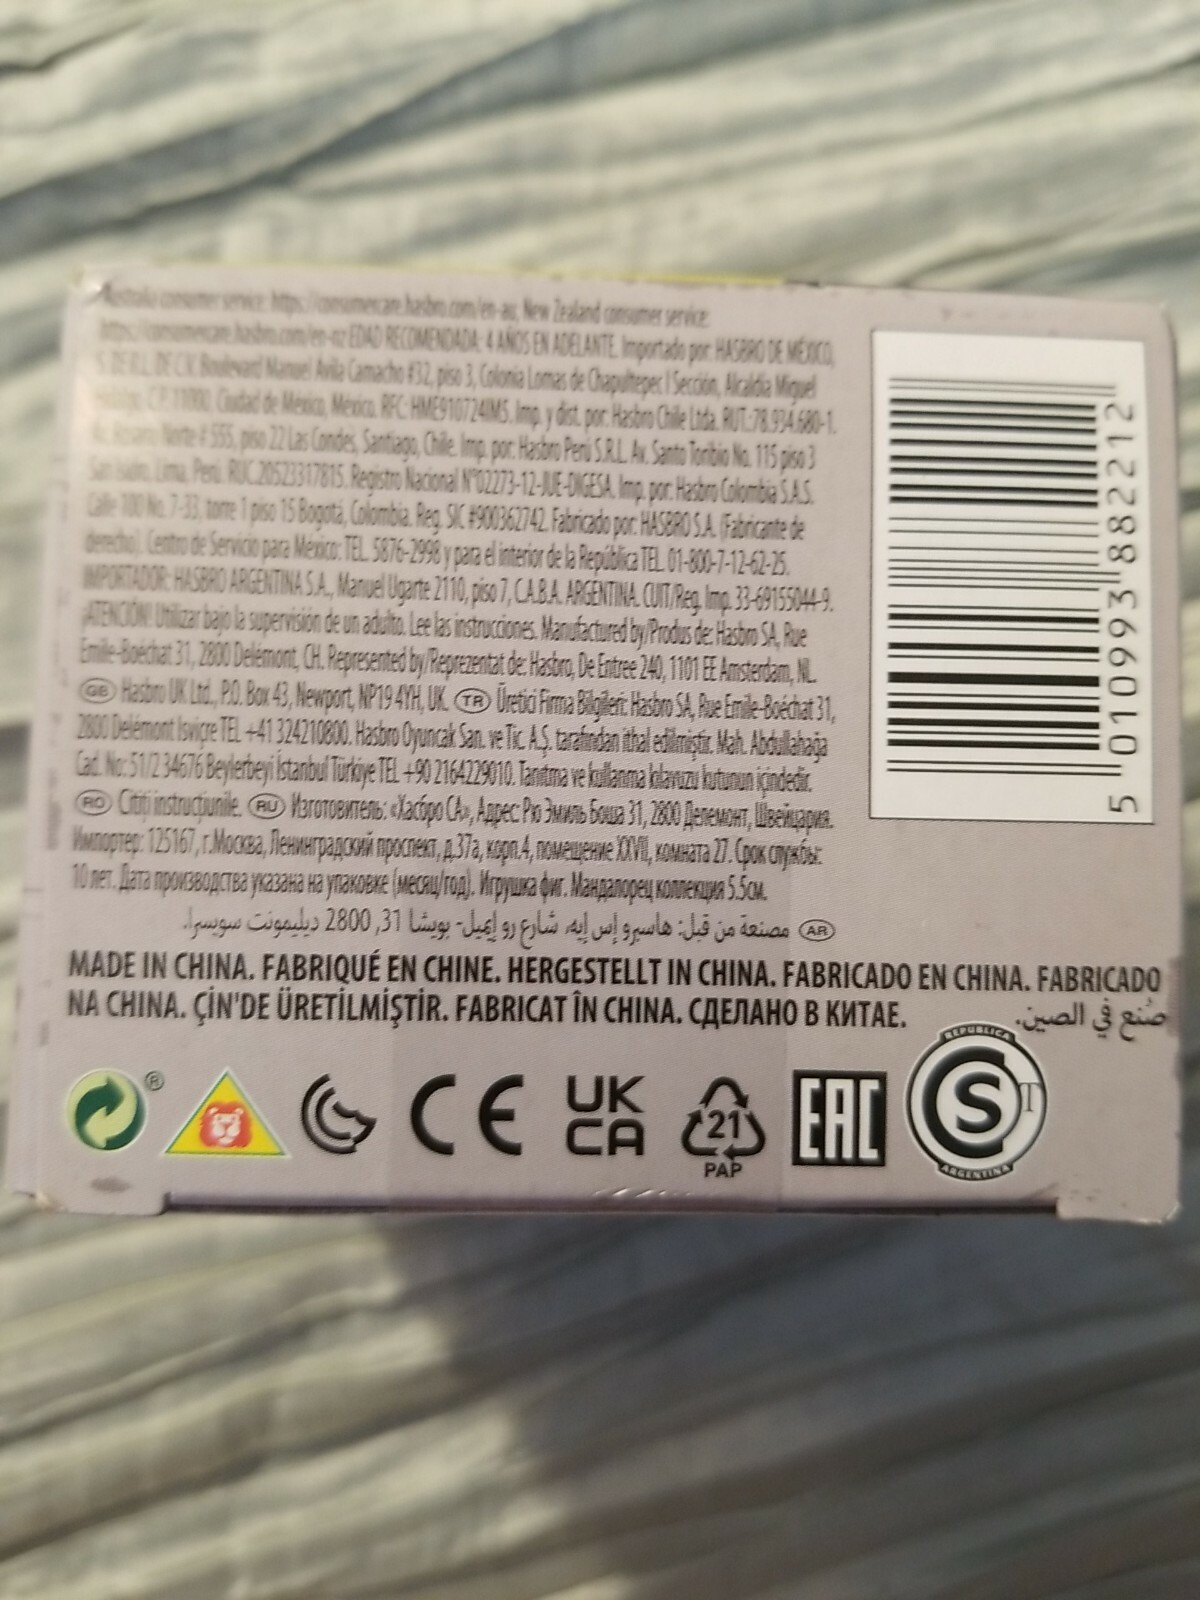 Australia consumer service: https://consumercare.hasbro.com/en-au; New Zealand consumer service:
https://consumercare.hasbro.com/en-nz EDAD RECOMENDADA: 4 AÑOS EN ADELANTE. Importado por: HASBRO DE MÉXICO,
S. DE R.L. DE C.V. Boulevard Manuel Avila Camacho #32, piso 3, Colonia Lomas de Chapultepec I Sección, Alcaldía Miguel
Hidalgo, C.P. 11000, Ciudad de México, México. RFC: HME910724IM5. Imp. y dist. por: Hasbro Chile Ltda. RUT:78.934.680-1.
Rosario Norte # 555, piso 22 Las Condes, Santiago, Chile. Imp. por: Hasbro Perú S.R.L. Av. Santo Toribio No. 115 piso 3
San Isidro, Lima. Perú. RUC.20523317815. Registro Nacional N°02273-12-JUE-DIGESA. Imp. por: Hasbro Colombia S.A.S.
Calle 100 No. 7-33, torre 1 piso 15 Bogotá, Colombia. Reg. SIC #900362742. Fabricado por: HASBRO S.A. (Fabricante de
derecho). Centro de Servicio para México: TEL. 5876-2998 y para el interior de la República TEL. 01-800-7-12-62-25.
IMPORTADOR: HASBRO ARGENTINA S.A., Manuel Ugarte 2110, piso 7, C.A.B.A. ARGENTINA. CUIT/Reg. Imp. 33-69155044-9.
¡ATENCIÓN! Utilizar bajo la supervisión de un adulto. Lee las instrucciones. Manufactured by/Produs de: Hasbro SA, Rue
Emile-Boéchat 31, 2800 Delémont, CH. Represented by/Reprezentat de: Hasbro, De Entree 240, 1101 EE Amsterdam, NL.
GB Hasbro UK Ltd., P.O. Box 43, Newport, NP19 4YH, UK. TR Üretici Firma Bilgileri: Hasbro SA, Rue Emile-Boéchat 31,
2800 Delémont İsviçre TEL +41 324210800. Hasbro Oyuncak San. ve Tic. A.Ş. tarafından ithal edilmiştir. Mah. Abdullahağa
Cad. No: 51/2 34676 Beylerbeyi İstanbul Türkiye TEL +90 2164229010. Tanıtma ve kullanma kılavuzu kutunun içindedir.
RO Citiți instrucțiunile. RU Изготовитель: «Хасбро СА», Адрес: Рю Эмиль Боша 31, 2800 Делемонт, Швейцария.
Импортер: 125167, г.Москва, Ленинградский проспект, д.37а, корп.4, помещение XXVII, комната 27. Срок службы:
10 лет. Дата производства указана на упаковке (месяц/год). Игрушка фиг. Мандалорец коллекция 5.5см.
AR مصنعة من قبل: هاسبرو إس إيه، شارع رو إيميل- بويشا 31, 2800 ديليمونت سويسرا.
MADE IN CHINA. FABRIQUÉ EN CHINE. HERGESTELLT IN CHINA. FABRICADO EN CHINA. FABRICADO
NA CHINA. ÇİN'DE ÜRETİLMİŞTİR. FABRICAT ÎN CHINA. СДЕЛАНО В КИТАЕ. صُنع في الصين.
5 010993 882212
® CE UK CA 21 PAP EAC REPUBLICA S T ARGENTINA